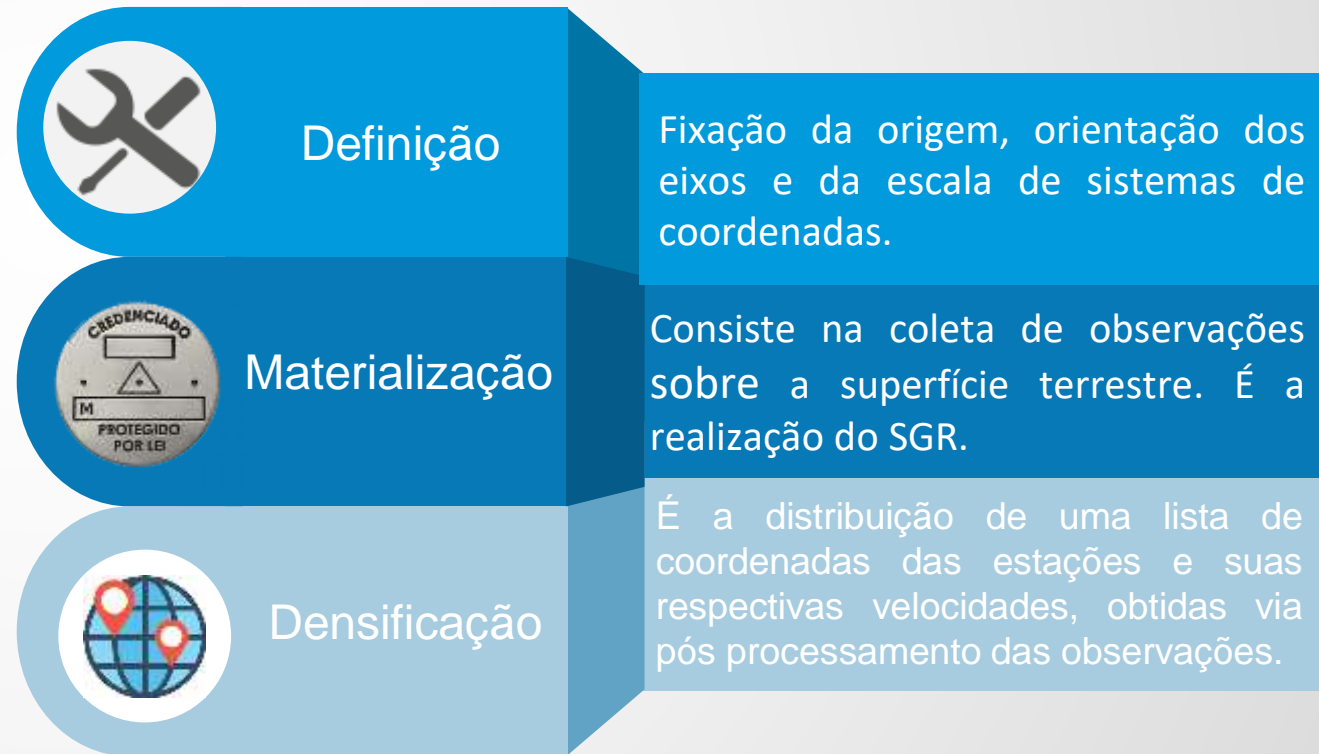 Definição
Fixação da origem, orientação dos
eixos e da escala de sistemas de
coordenadas.
CREDENCIADO
M
PROTEGIDO
POR LEI
Materialização
Consiste na coleta de observações
sobre a superfície terrestre. É a
realização do SGR.
Densificação
É a distribuição de uma lista de
coordenadas das estações e suas
respectivas velocidades, obtidas via
pós processamento das observações.